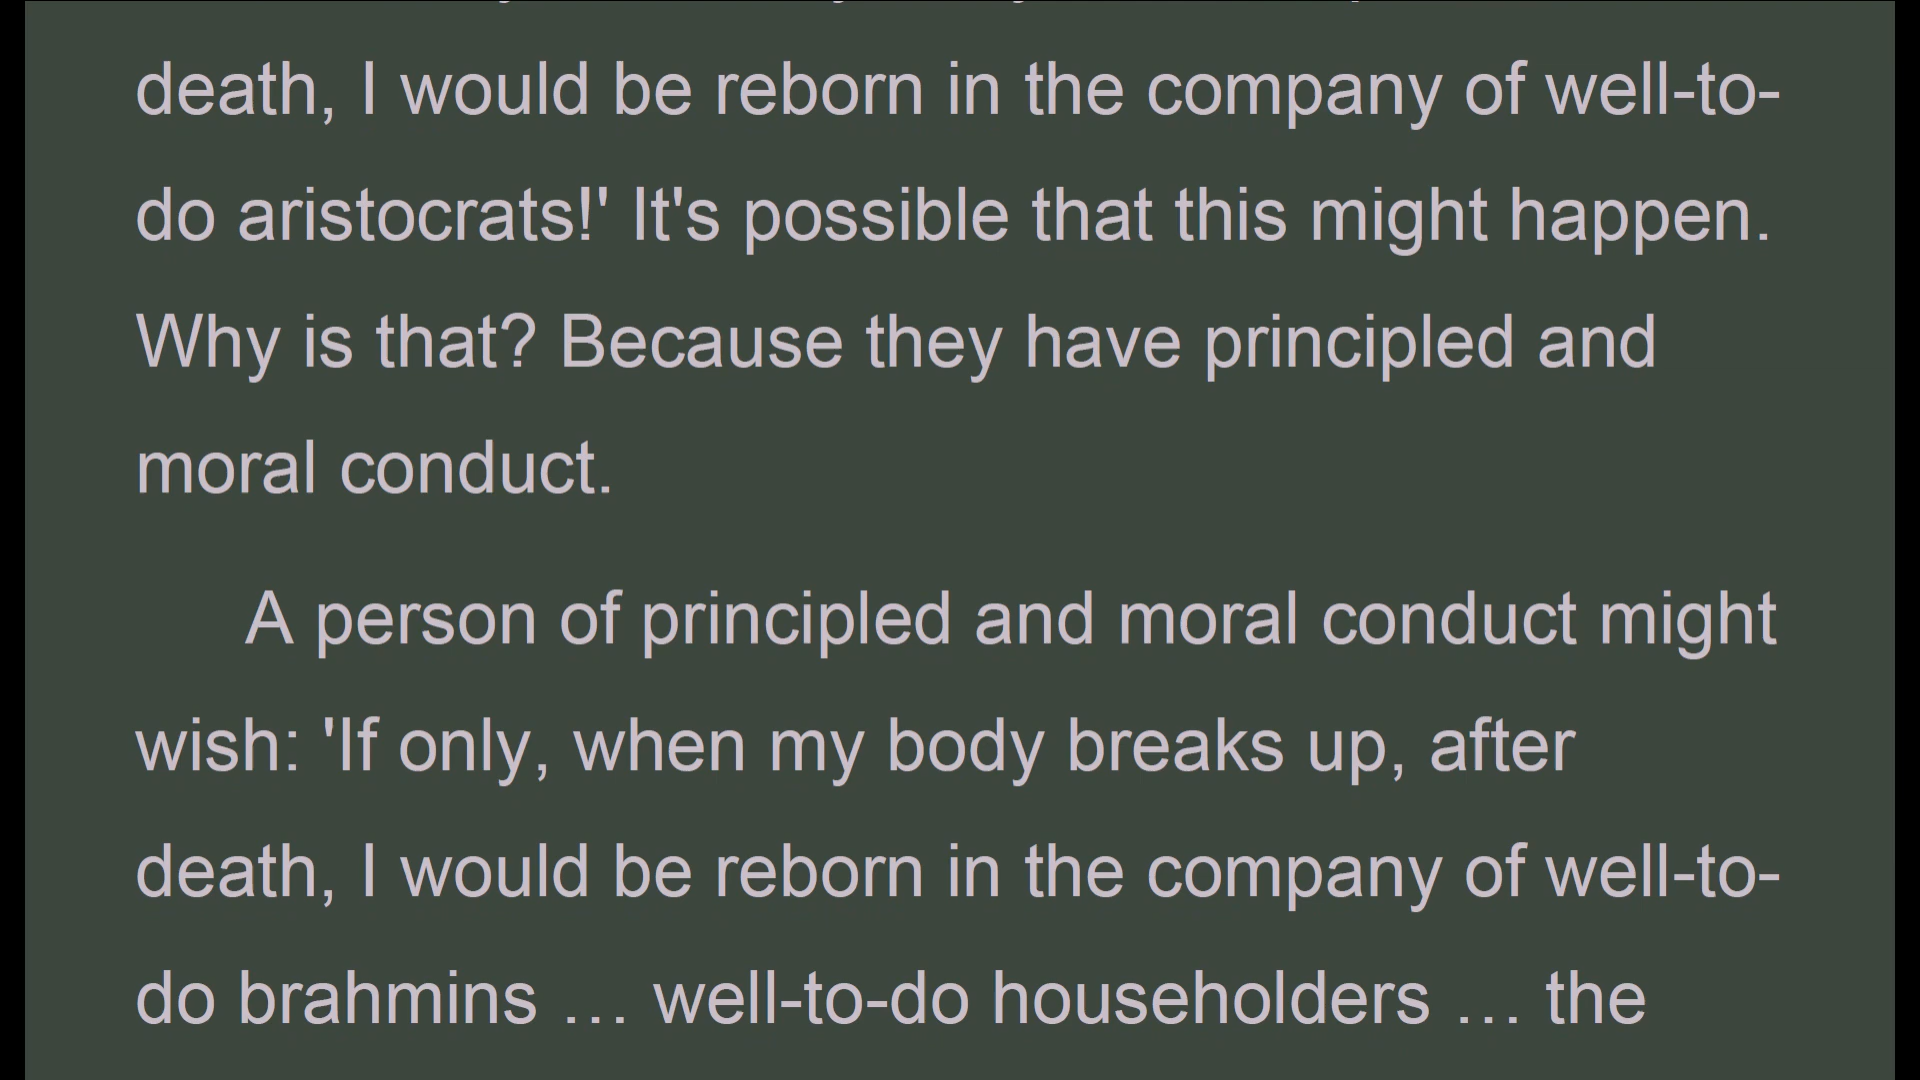 death, I would be reborn in the company of well-to-
do aristocrats!' It's possible that this might happen.
Why is that? Because they have principled and
moral conduct.
A person of principled and moral conduct might
wish: 'If only, when my body breaks up, after
death, I would be reborn in the company of well-to-
do brahmins … well-to-do householders … the